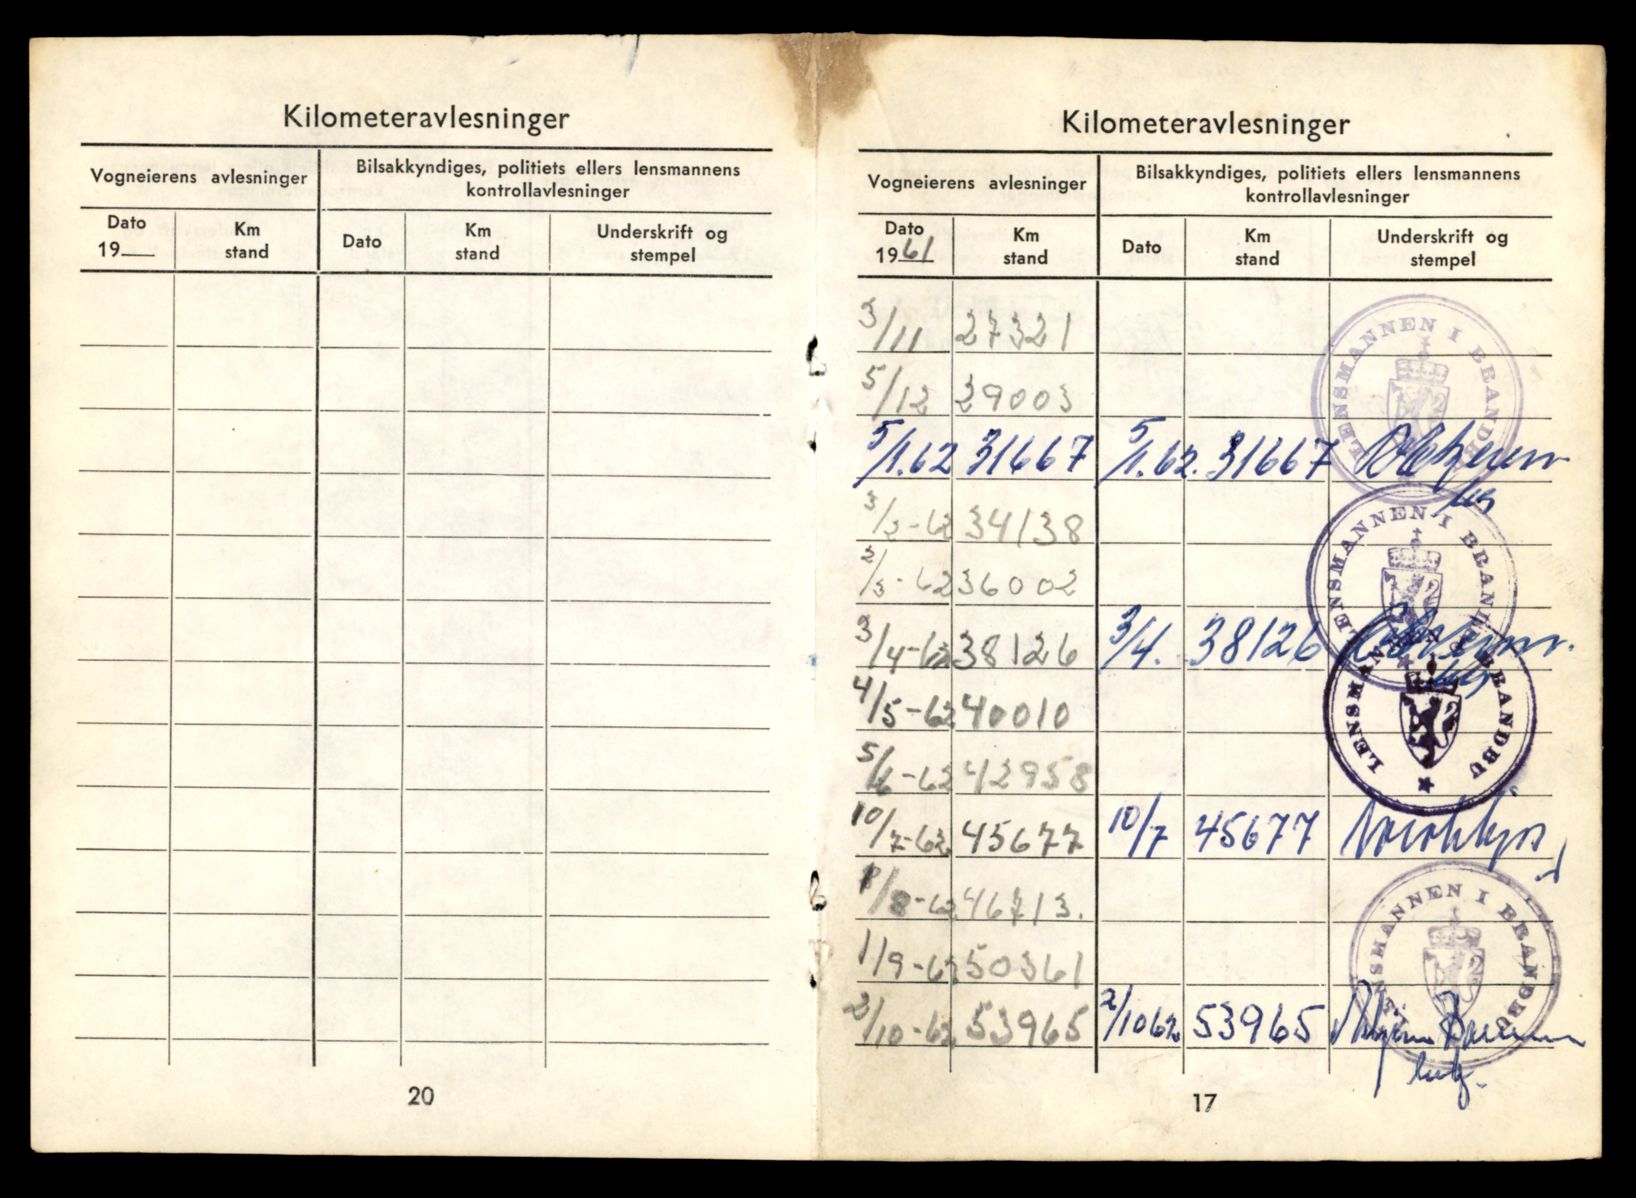 Kilometeravlesninger
Vogneierens avlesninger
Bilsakkyndiges, politiets ellers lensmannens
kontrollavlesninger
Dato
19
Km
stand
Dato
Km
stand
Underskrift og
stempel
20
Kilometeravlesninger
Vogneierens avlesninger
Bilsakkyndiges, politiets ellers lensmannens
kontrollavlesninger
Dato
1961
Km
stand
Dato
Km
stand
Underskrift og
stempel
3/11 27321
5/12 29003
5/1.62 31667 5/1.62. 31667
LENSMANNEN I BRANDBU
3/2-62 34138
2/3-62 36002
LENSMANNEN I BRANDBU
3/4-62 38126 3/4. 38126
4/5-62 40010
LENSMANNEN I BRANDBU
5/6-62 42958
10/7-62 45677 10/7 45677
1/8-62 46713.
1/9-62 50361
LENSMANNEN I BRANDBU
2/10-62 53965 2/10 62 53965
17